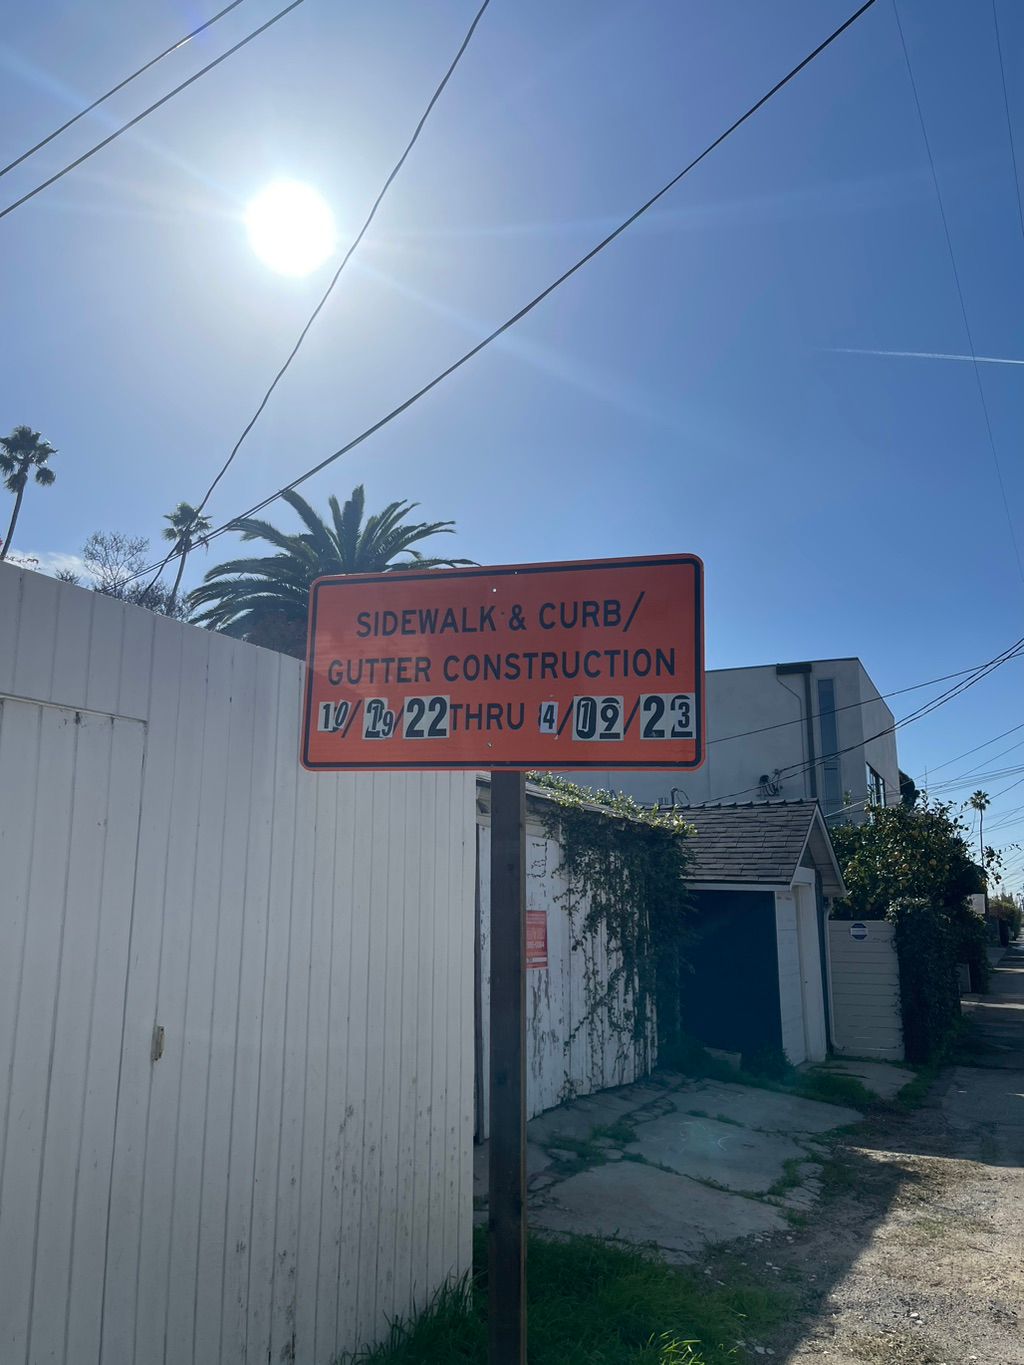 SIDEWALK & CURB/
GUTTER CONSTRUCTION
10/19/22 THRU 4/19/23